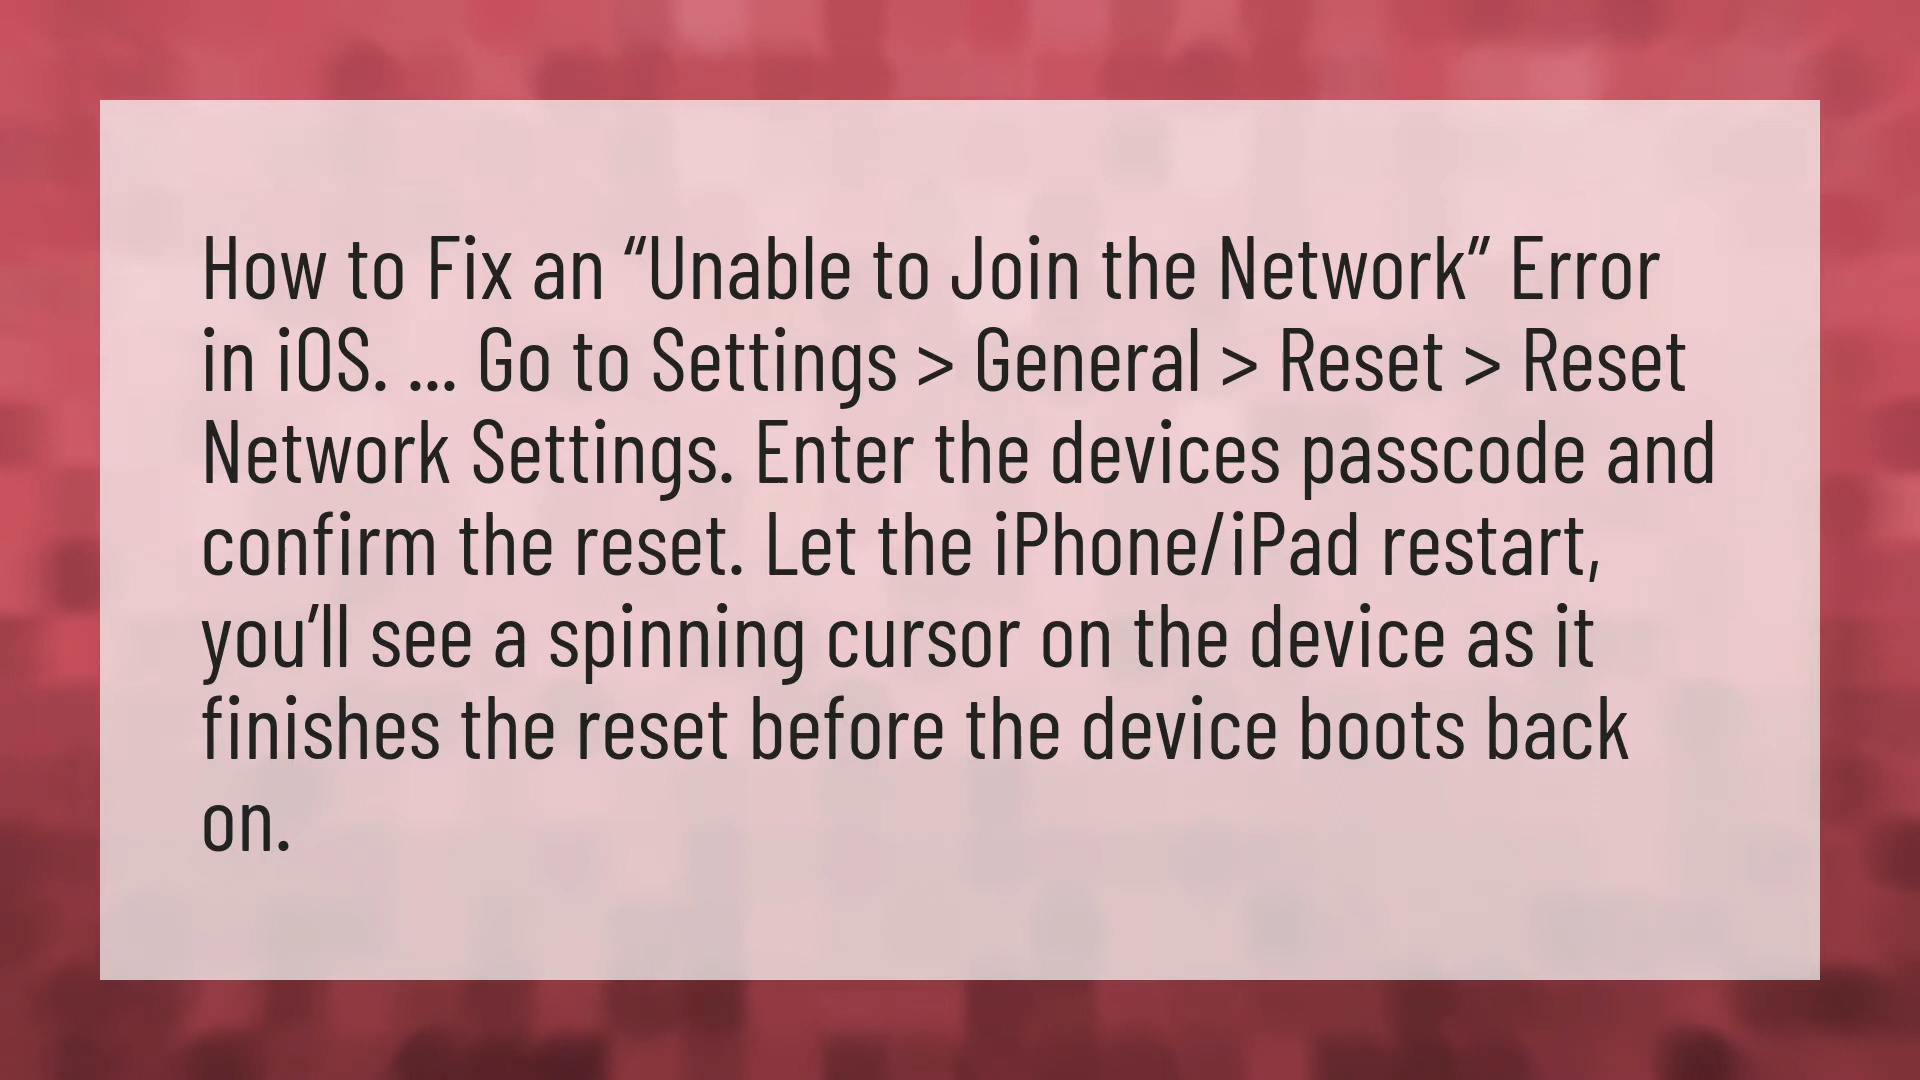 How to Fix an “Unable to Join the Network” Error
in iOS. ... Go to Settings > General > Reset > Reset
Network Settings. Enter the devices passcode and
confirm the reset. Let the iPhone/iPad restart,
you’ll see a spinning cursor on the device as it
finishes the reset before the device boots back
on.